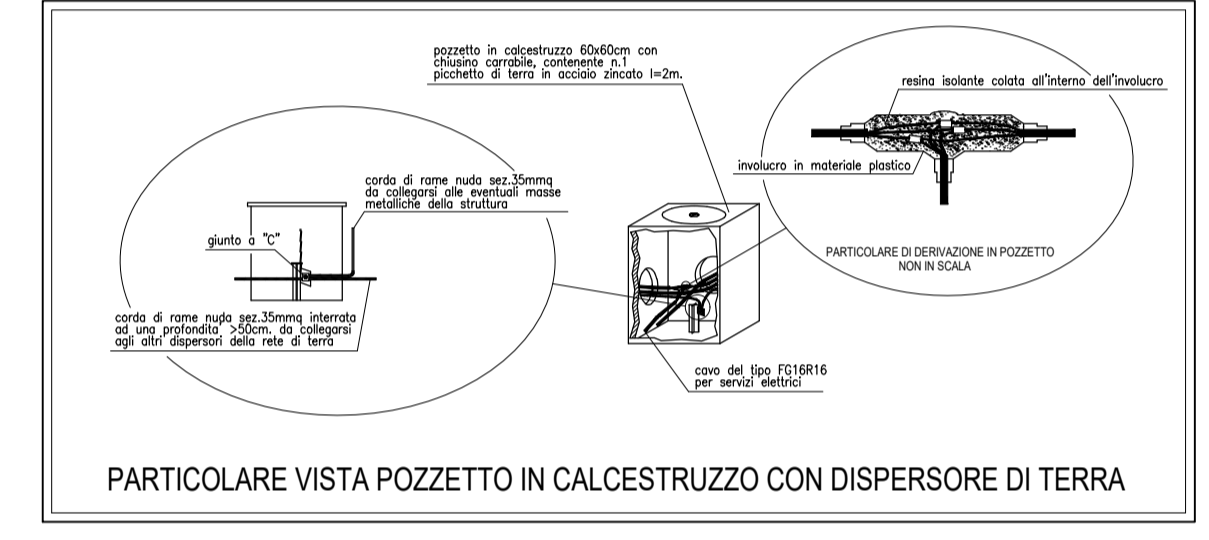 pozzetto in calcestruzzo 60x60cm con
chiusino carrabile, contenente n.1
picchetto di terra in acciaio zincato l=2m.
resina isolante colata all'interno dell'involucro
involucro in materiale plastico
PARTICOLARE DI DERIVAZIONE IN POZZETTO
NON IN SCALA
corda di rame nuda sez.35mmq
da collegarsi alle eventuali masse
metalliche della struttura
giunto a "C"
corda di rame nuda sez.35mmq interrata
ad una profondita' >50cm. da collegarsi
agli altri dispersori della rete di terra
cavo del tipo FG16R16
per servizi elettrici
PARTICOLARE VISTA POZZETTO IN CALCESTRUZZO CON DISPERSORE DI TERRA